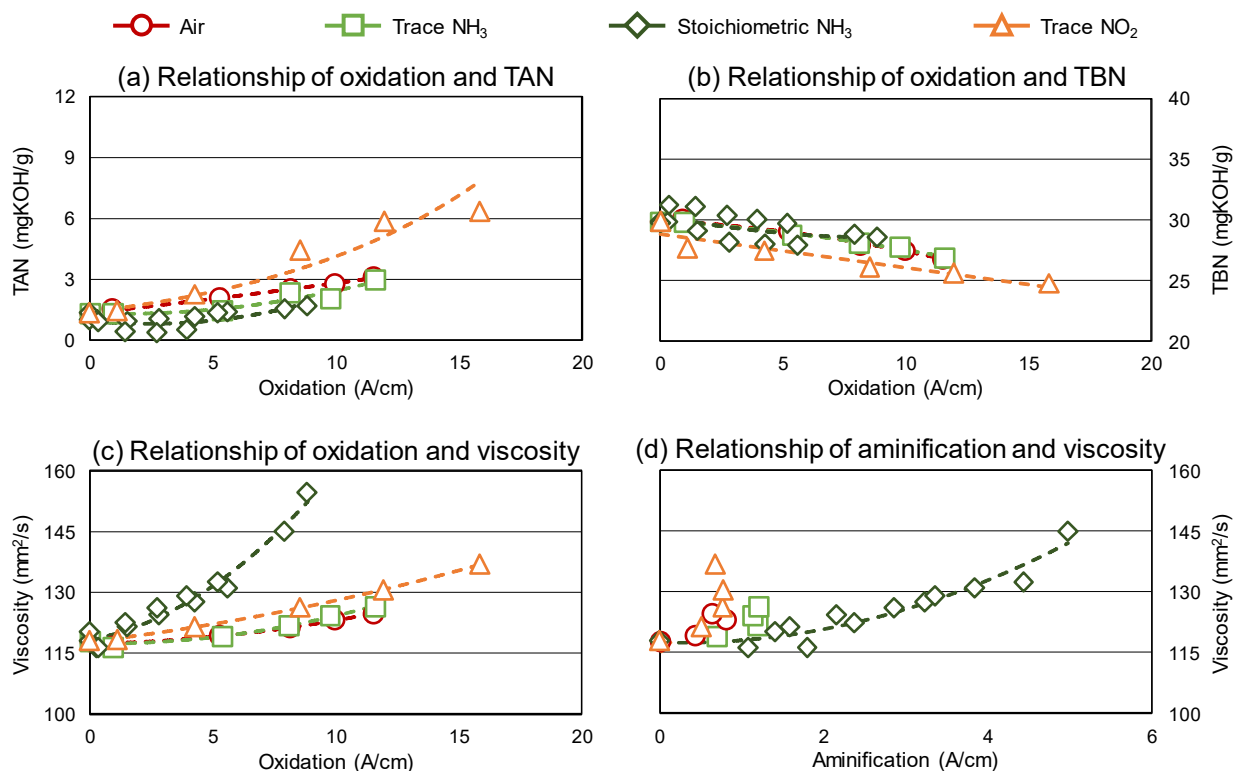 Air Trace NH₃ Stoichiometric NH₃ Trace NO₂
(a) Relationship of oxidation and TAN
12
9
6
3
0
TAN (mgKOH/g)
0 5 10 15 20
Oxidation (A/cm)
(b) Relationship of oxidation and TBN
40
35
30
25
20
TBN (mgKOH/g)
0 5 10 15 20
Oxidation (A/cm)
(c) Relationship of oxidation and viscosity
160
145
130
115
100
Viscosity (mm²/s)
0 5 10 15 20
Oxidation (A/cm)
(d) Relationship of aminification and viscosity
160
145
130
115
100
Viscosity (mm²/s)
0 2 4 6
Aminification (A/cm)